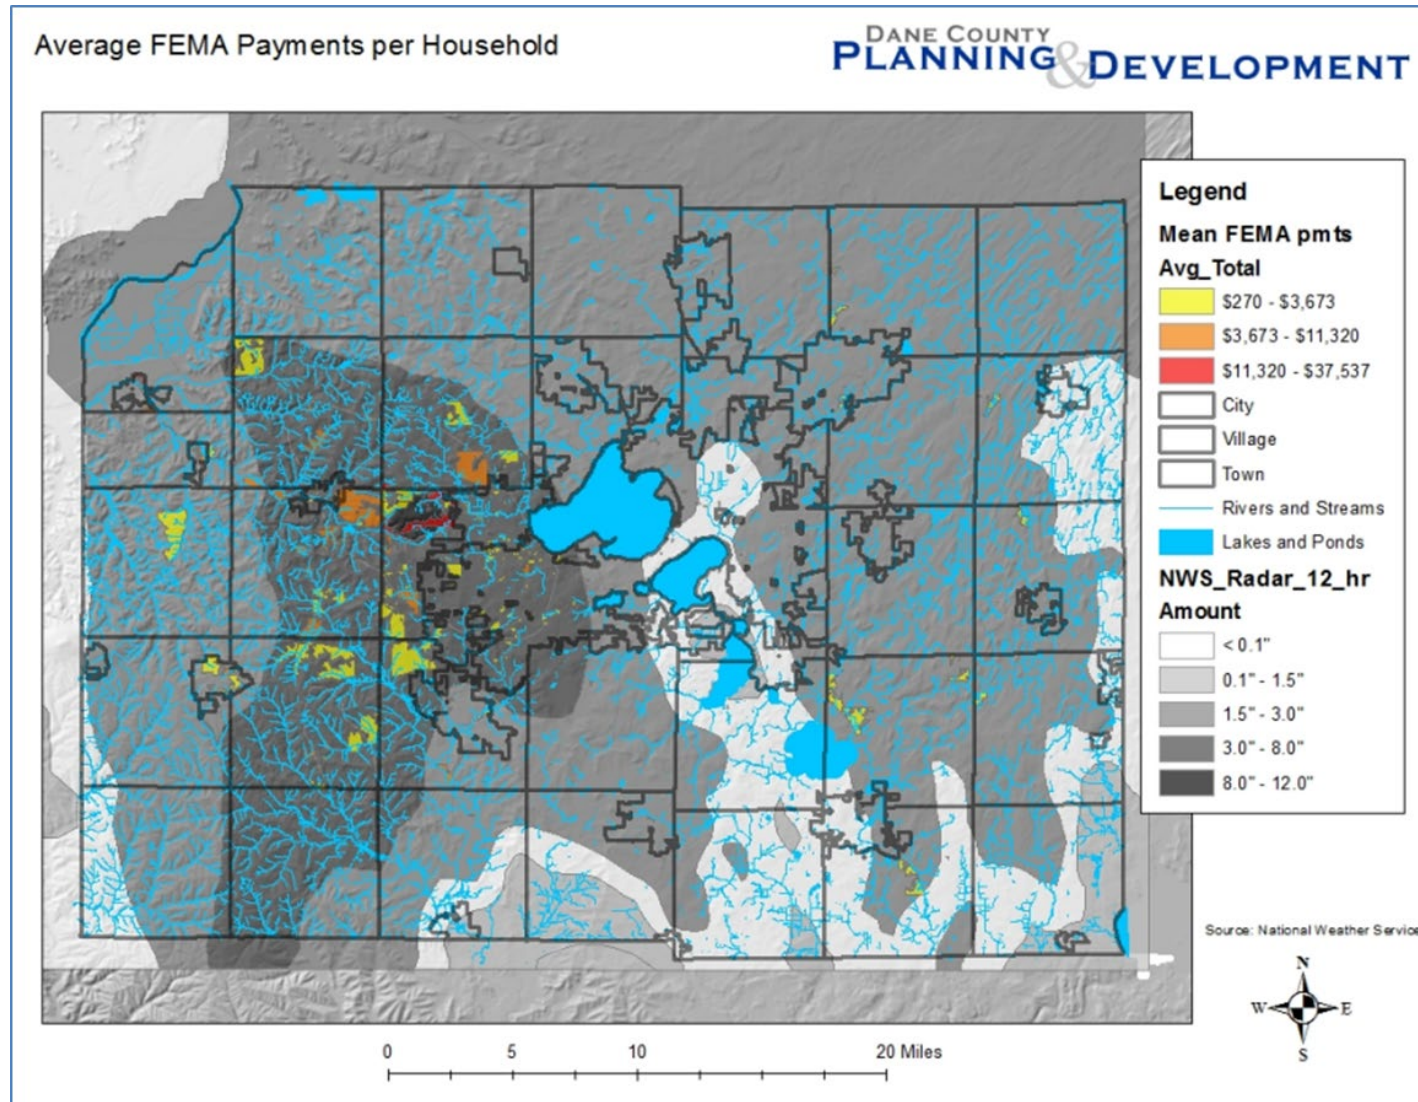 Average FEMA Payments per Household
DANE COUNTY
PLANNING & DEVELOPMENT
Legend
Mean FEMA pmts
Avg_Total
$270 - $3,673
$3,673 - $11,320
$11,320 - $37,537
City
Village
Town
Rivers and Streams
Lakes and Ponds
NWS_Radar_12_hr
Amount
< 0.1"
0.1" - 1.5"
1.5" - 3.0"
3.0" - 8.0"
8.0" - 12.0"
Source: National Weather Service
N
W E
S
0 5 10 20 Miles